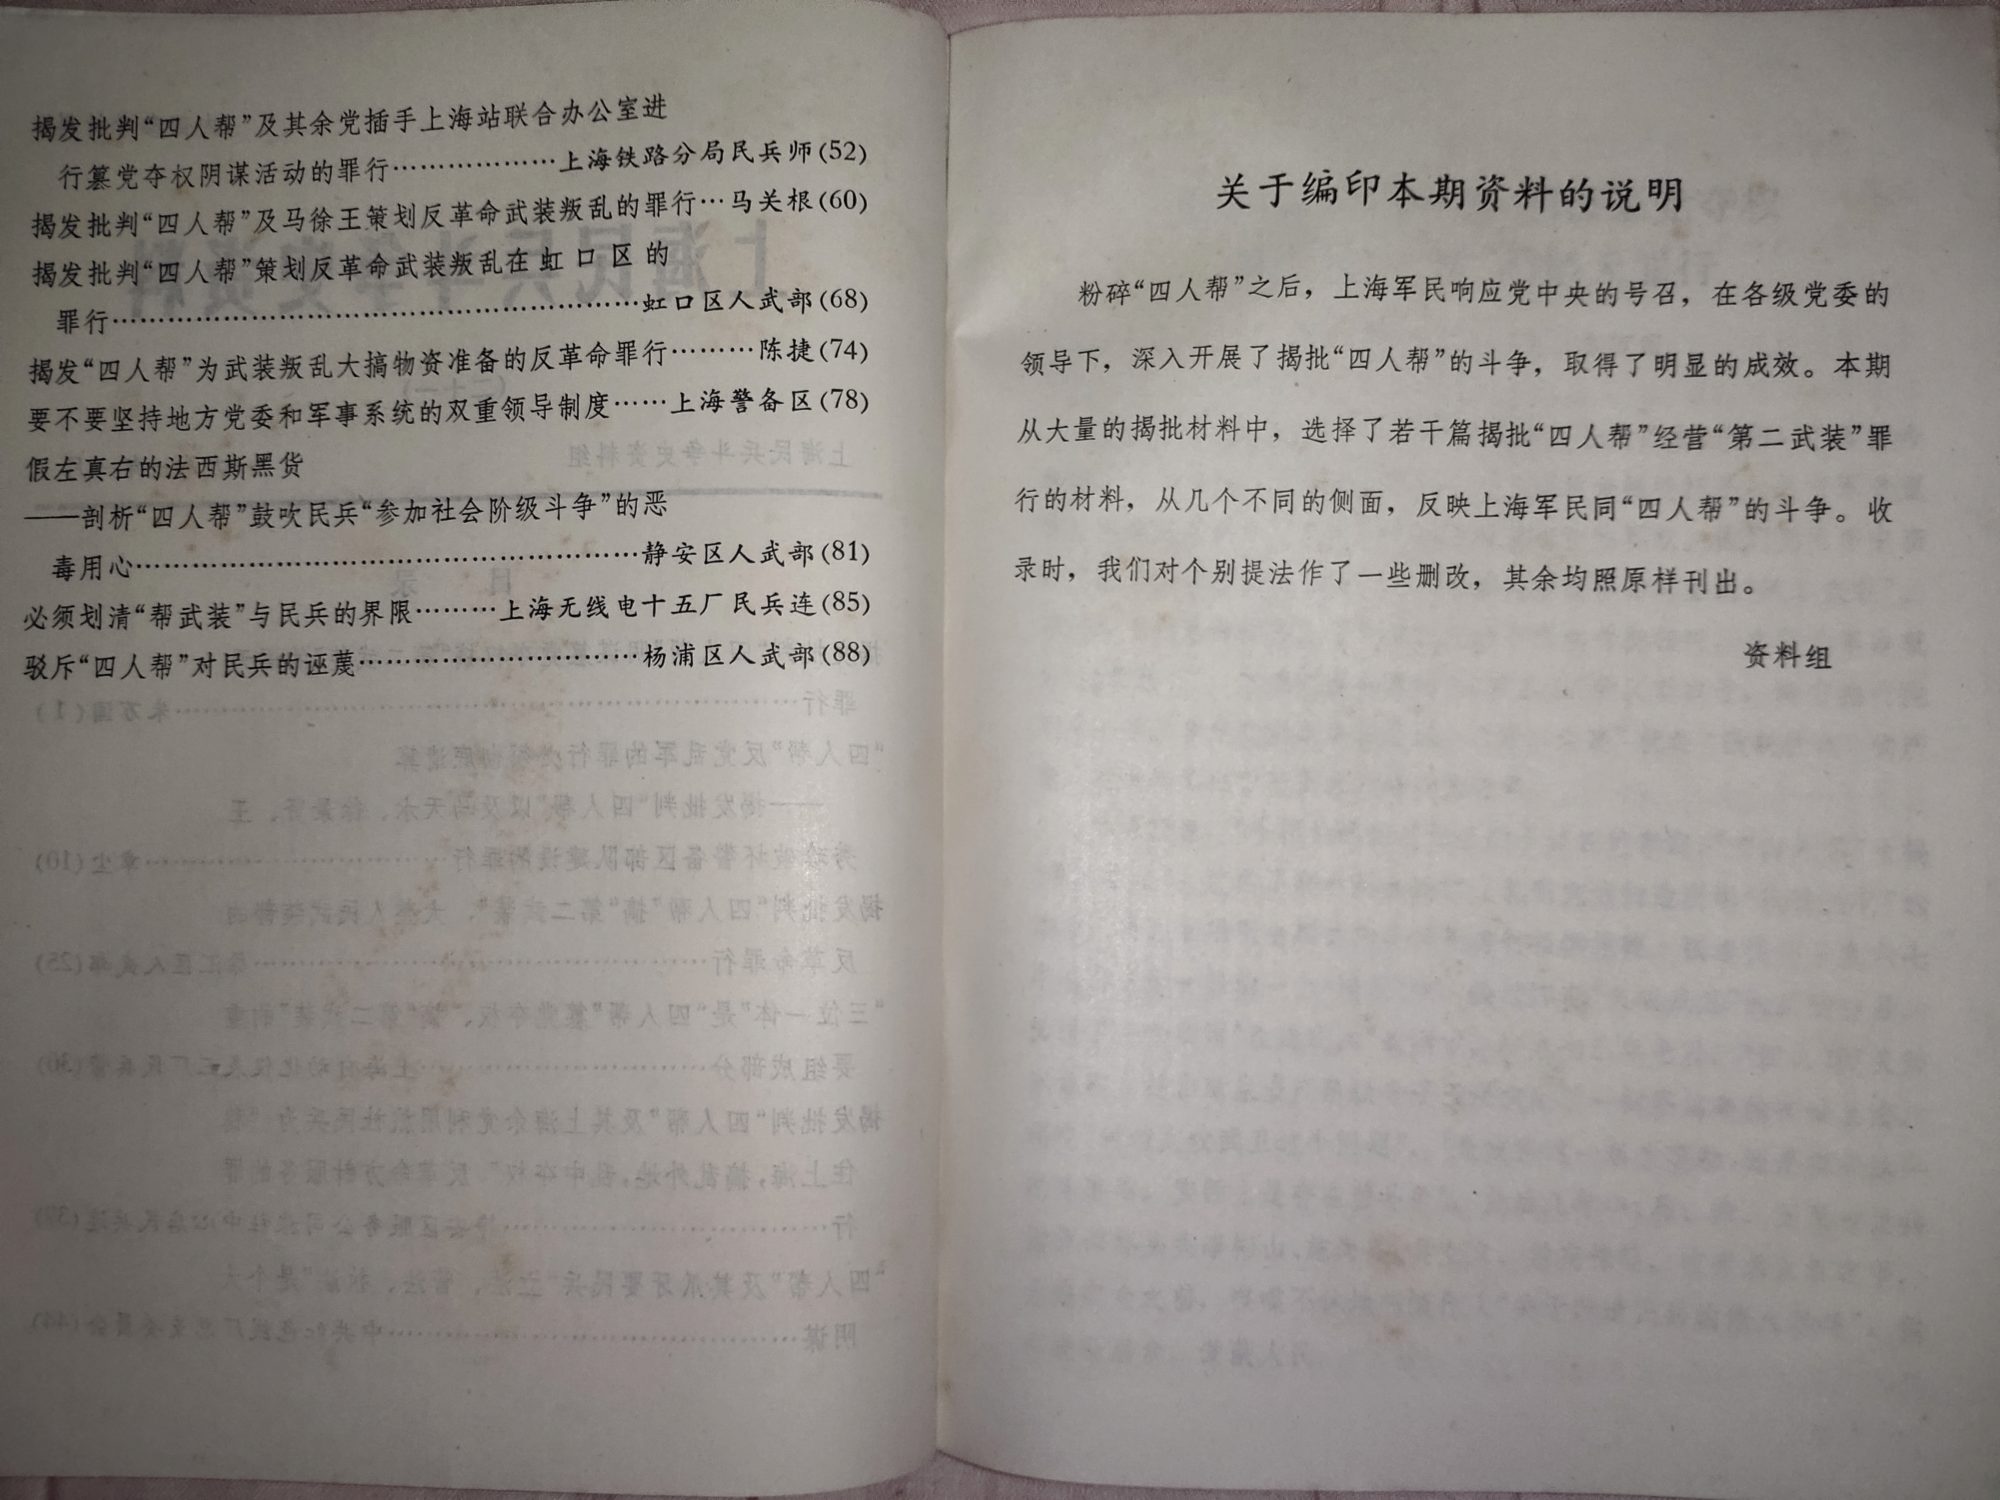 揭发批判“四人帮”及其余党插手上海站联合办公室进
行篡党夺权阴谋活动的罪行………………上海铁路分局民兵师(52)
揭发批判“四人帮”及马徐王策划反革命武装叛乱的罪行…马关根(60)
揭发批判“四人帮”策划反革命武装叛乱在虹口区的
罪行……………………………………………………虹口区人武部(68)
揭发“四人帮”为武装叛乱大搞物资准备的反革命罪行………陈捷(74)
要不要坚持地方党委和军事系统的双重领导制度……上海警备区(78)
假左真右的法西斯黑货
——剖析“四人帮”鼓吹民兵“参加社会阶级斗争”的恶
毒用心…………………………………………………静安区人武部(81)
必须划清“帮武装”与民兵的界限………上海无线电十五厂民兵连(85)
驳斥“四人帮”对民兵的诬蔑……………………………杨浦区人武部(88)
关于编印本期资料的说明
粉碎“四人帮”之后，上海军民响应党中央的号召，在各级党委的
领导下，深入开展了揭批“四人帮”的斗争，取得了明显的成效。本期
从大量的揭批材料中，选择了若干篇揭批“四人帮”经营“第二武装”罪
行的材料，从几个不同的侧面，反映上海军民同“四人帮”的斗争。收
录时，我们对个别提法作了一些删改，其余均照原样刊出。
资料组